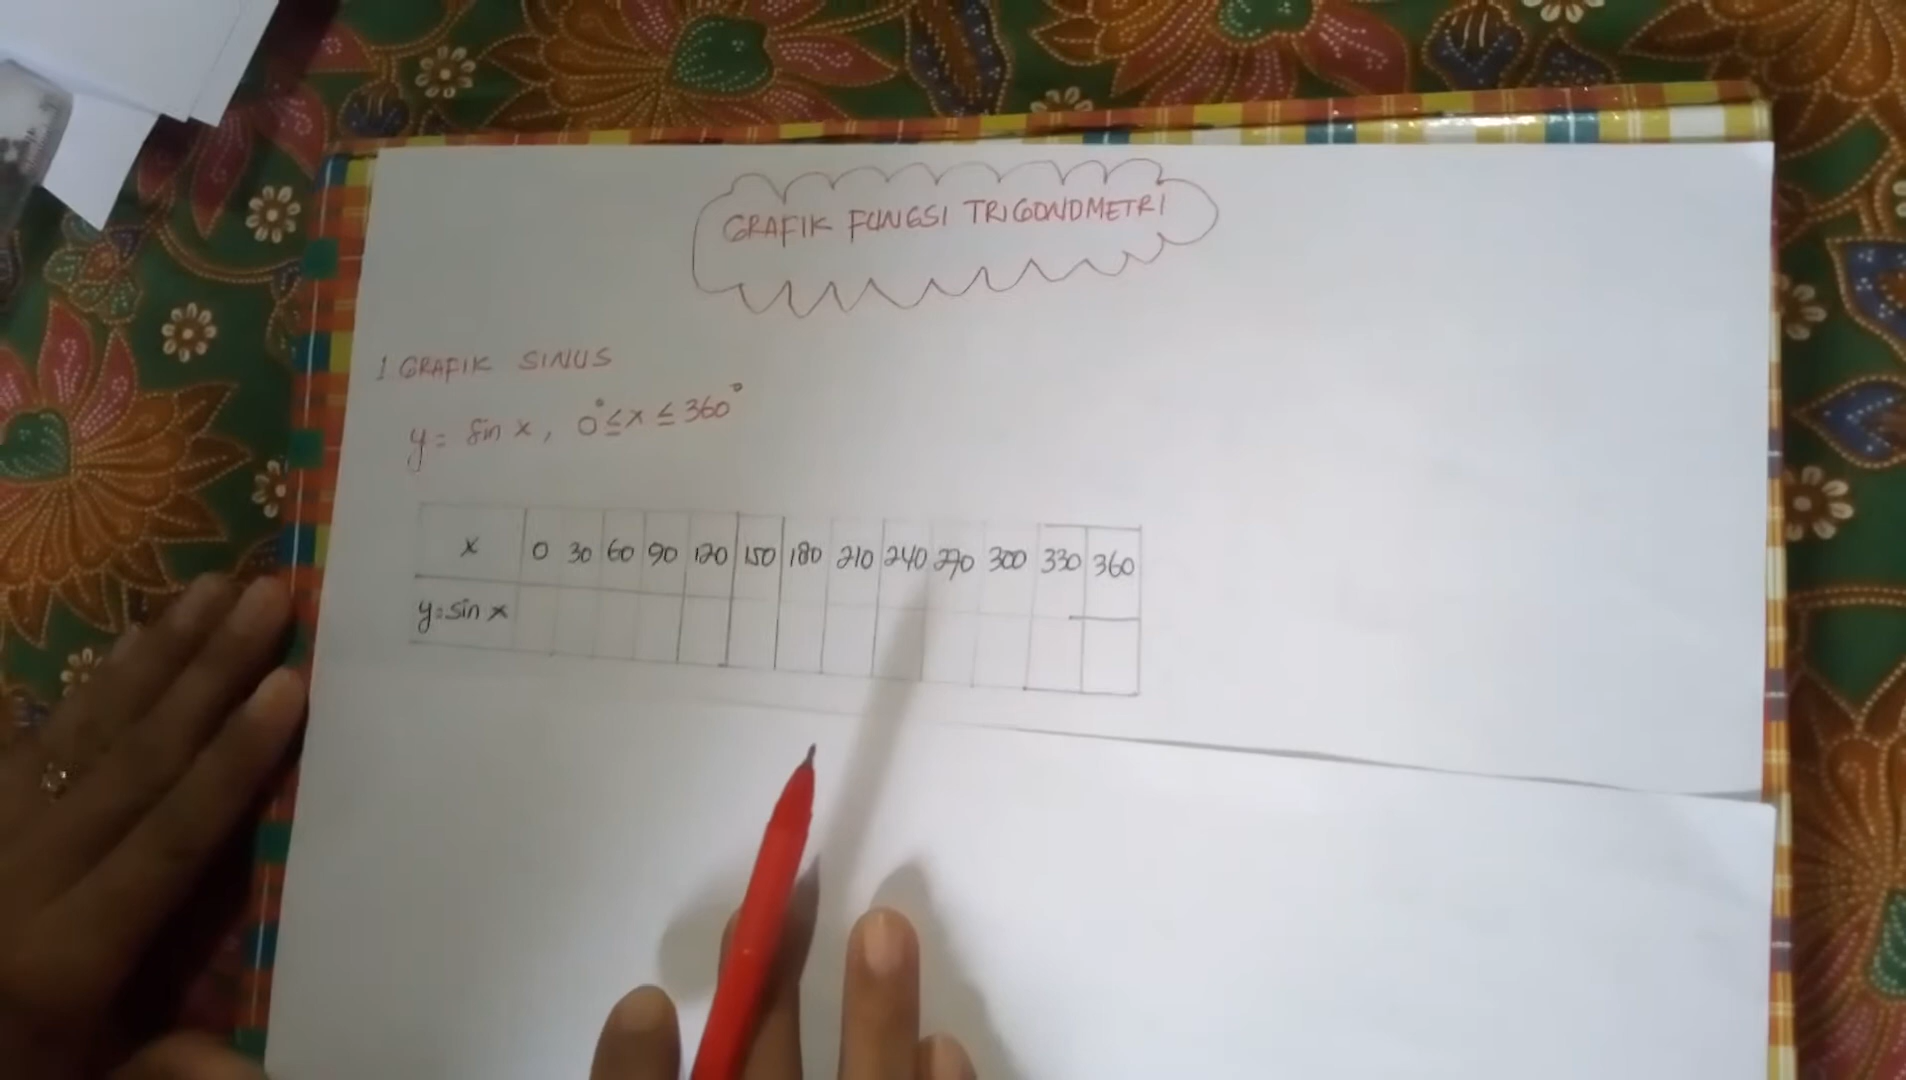 GRAFIK FUNGSI TRIGONOMETRI
1 GRAFIK SINUS
y = sin x, 0° ≤ x ≤ 360°
x 0 30 60 90 120 150 180 210 240 270 300 330 360
y = sin x